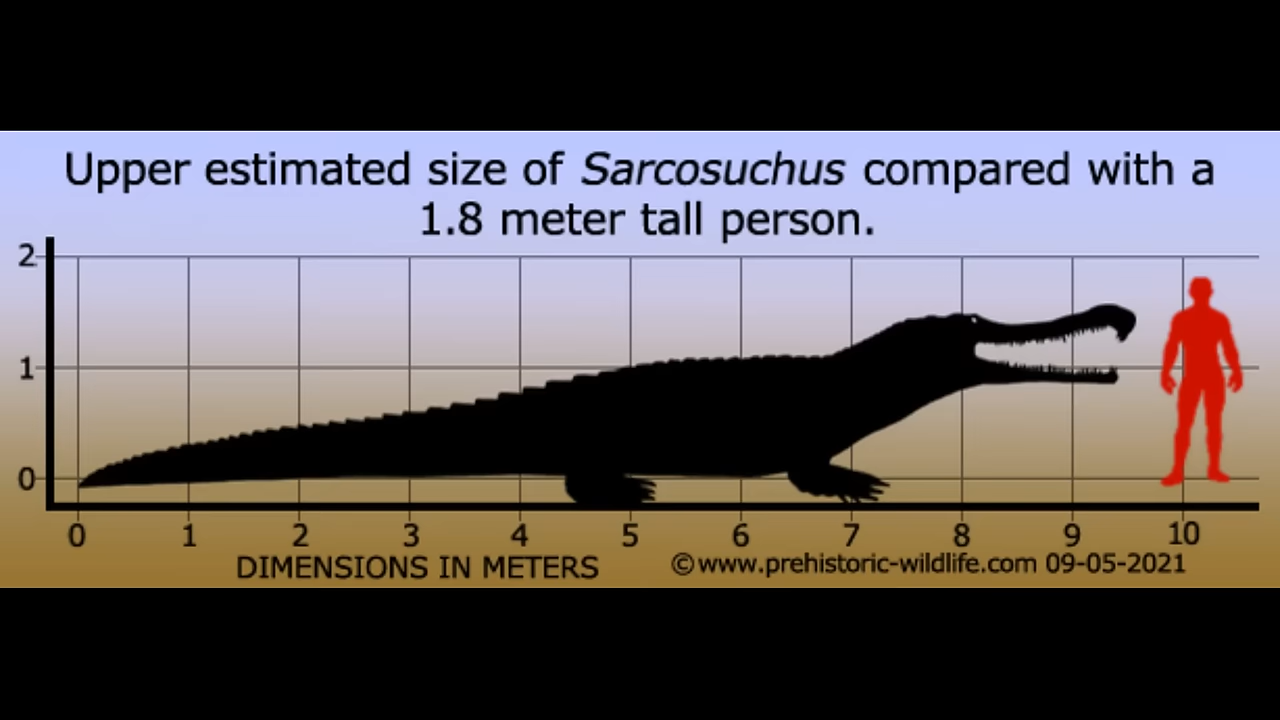 Upper estimated size of Sarcosuchus compared with a
1.8 meter tall person.
2
1
0
0 1 2 3 4 5 6 7 8 9 10
DIMENSIONS IN METERS ©www.prehistoric-wildlife.com 09-05-2021